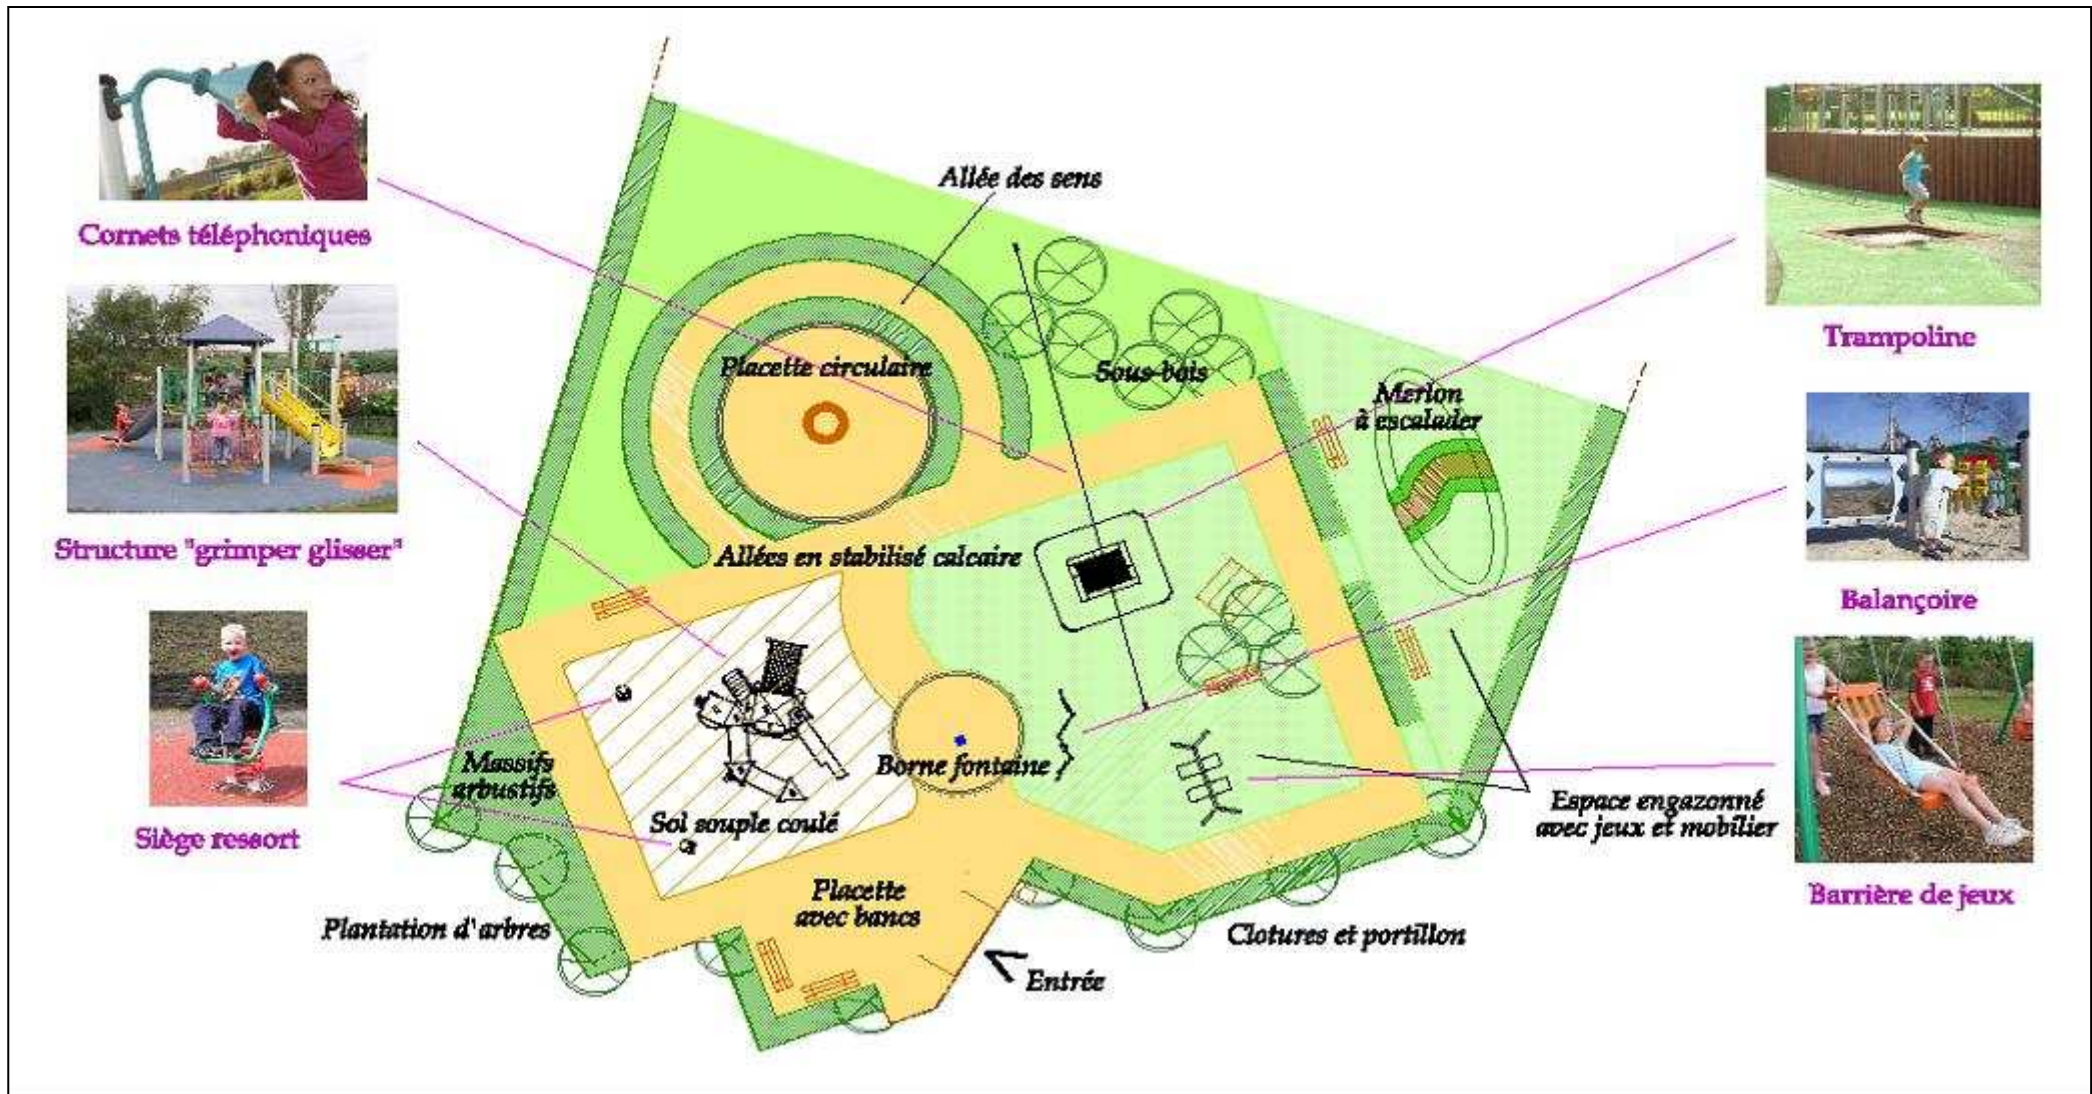 Cornets téléphoniques
Structure "grimper glisser"
Siège ressort
Allée des sens
Placette circulaire
Sous-bois
Merlon
à escalader
Allées en stabilisé calcaire
Massifs
arbustifs
Sol souple coulé
Borne fontaine
Placette
avec bancs
Plantation d'arbres
Entrée
Clotures et portillon
Espace engazonné
avec jeux et mobilier
Trampoline
Balançoire
Barrière de jeux